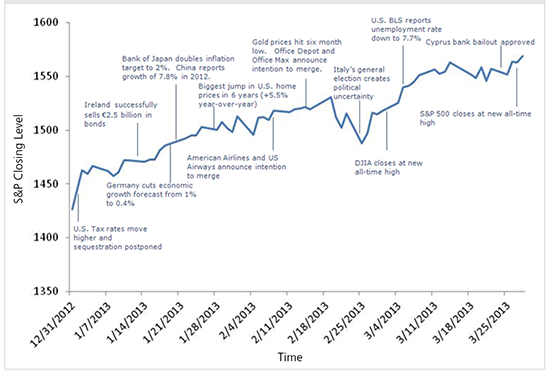 1600
1550
1500
1450
1400
1350
S&P Closing Level
U.S. BLS reports
unemployment rate
down to 7.7%
Cyprus bank bailout approved
Gold prices hit six month
low. Office Depot and
Office Max announce
intention to merge.
Bank of Japan doubles inflation
target to 2%. China reports
growth of 7.8% in 2012.
Italy's general
election creates
political
uncertainty
Biggest jump in U.S. home
prices in 6 years (+5.5%
year-over-year)
Ireland successfully
sells €2.5 billion in
bonds
S&P 500 closes at new all-time
high
American Airlines and US
Airways announce intention
to merge
DJIA closes at new
all-time high
Germany cuts economic
growth forecast from 1%
to 0.4%
U.S. Tax rates move
higher and
sequestration postponed
12/31/2012
1/7/2013
1/14/2013
1/21/2013
1/28/2013
2/4/2013
2/11/2013
2/18/2013
2/25/2013
3/4/2013
3/11/2013
3/18/2013
3/25/2013
Time